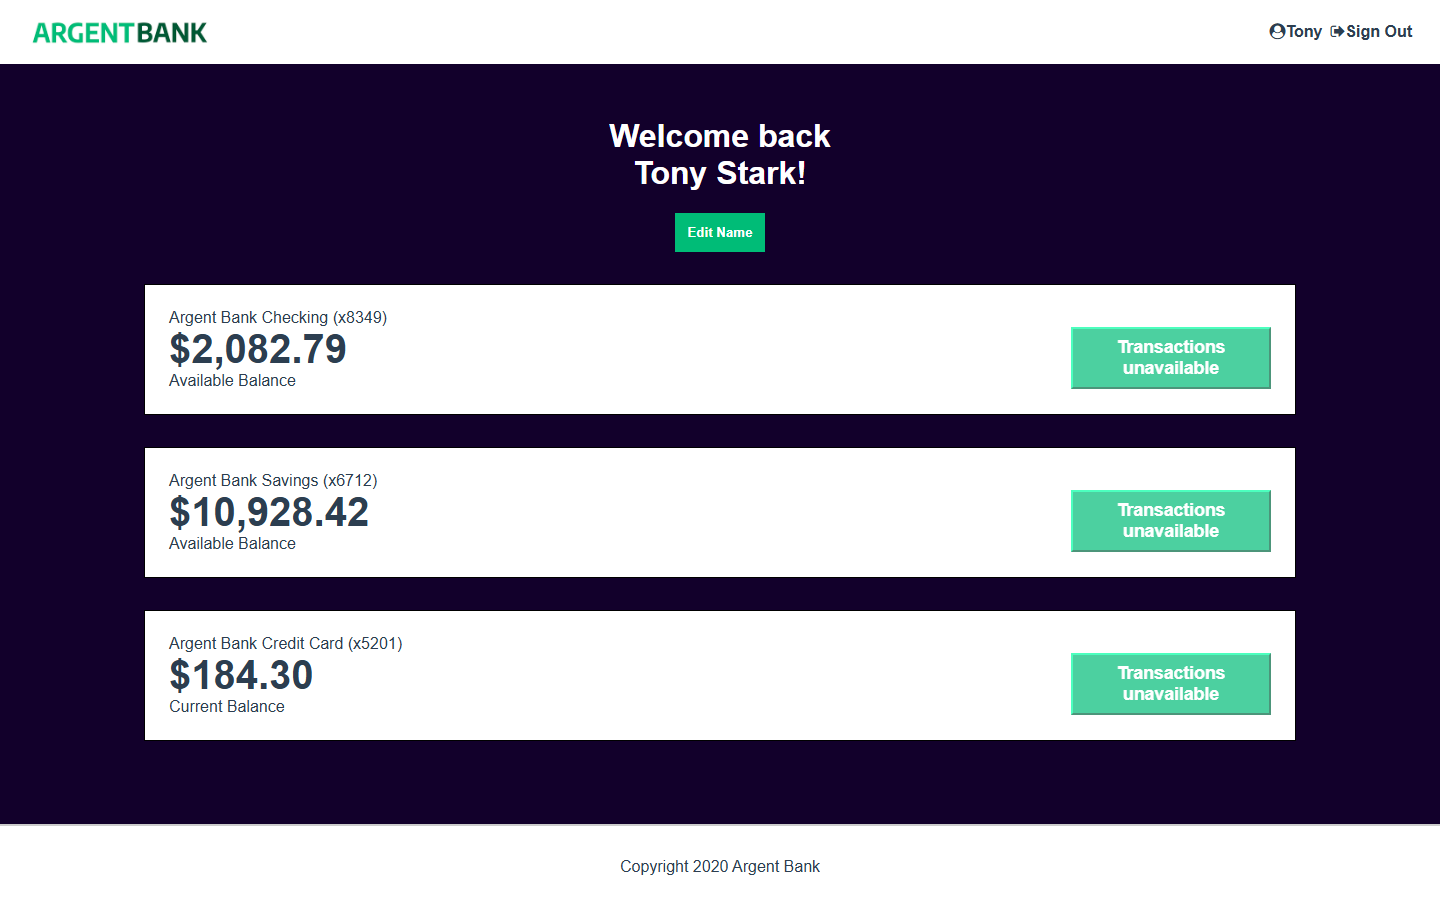 ARGENTBANK
Tony Sign Out
Welcome back
Tony Stark!
Edit Name
Argent Bank Checking (x8349)
$2,082.79
Available Balance
Transactions
unavailable
Argent Bank Savings (x6712)
$10,928.42
Available Balance
Transactions
unavailable
Argent Bank Credit Card (x5201)
$184.30
Current Balance
Transactions
unavailable
Copyright 2020 Argent Bank